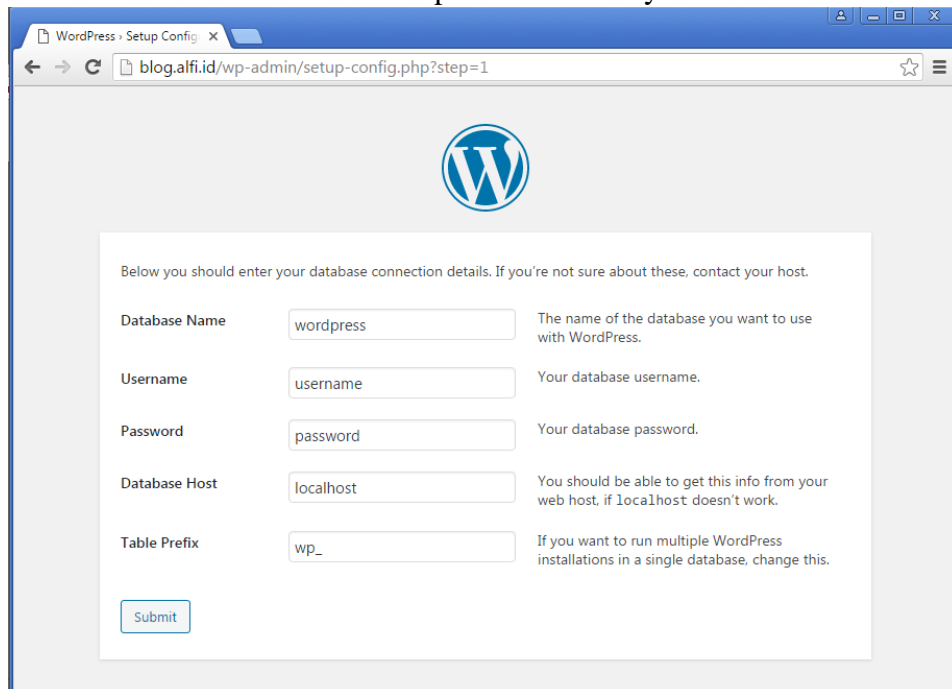 WordPress › Setup Config
blog.alfi.id/wp-admin/setup-config.php?step=1
Below you should enter your database connection details. If you're not sure about these, contact your host.
Database Name
wordpress
The name of the database you want to use
with WordPress.
Username
username
Your database username.
Password
password
Your database password.
Database Host
localhost
You should be able to get this info from your
web host, if localhost doesn't work.
Table Prefix
wp_
If you want to run multiple WordPress
installations in a single database, change this.
Submit